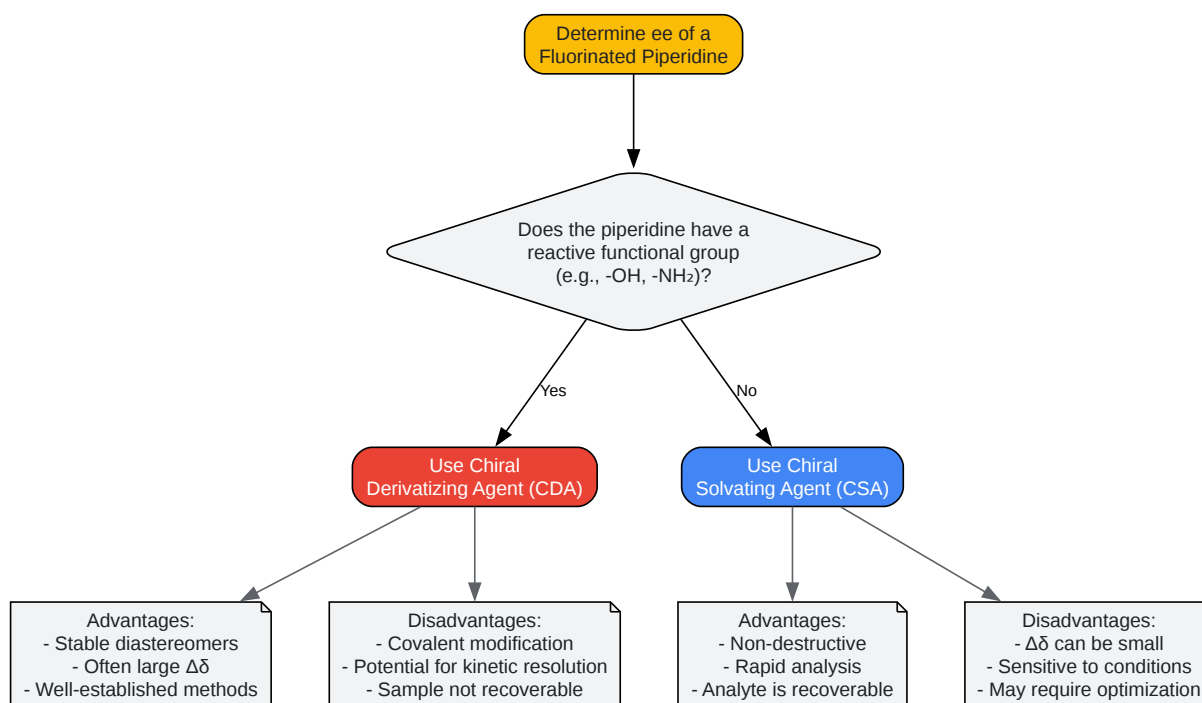 Determine ee of a
Fluorinated Piperidine
Does the piperidine have a
reactive functional group
(e.g., -OH, -NH₂)?
Yes
No
Use Chiral
Derivatizing Agent (CDA)
Use Chiral
Solvating Agent (CSA)
Advantages:
- Stable diastereomers
- Often large Δδ
- Well-established methods
Disadvantages:
- Covalent modification
- Potential for kinetic resolution
- Sample not recoverable
Advantages:
- Non-destructive
- Rapid analysis
- Analyte is recoverable
Disadvantages:
- Δδ can be small
- Sensitive to conditions
- May require optimization